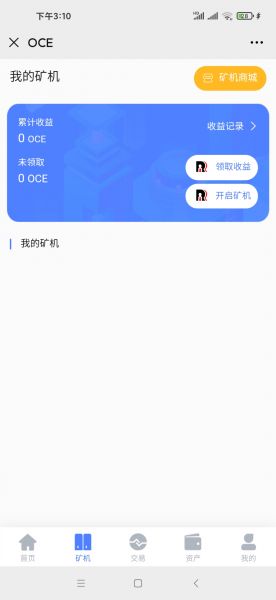 下午3:10
OCE
我的矿机
矿机商城
累计收益
0 OCE
收益记录
未领取
0 OCE
领取收益
开启矿机
我的矿机
首页
矿机
交易
资产
我的